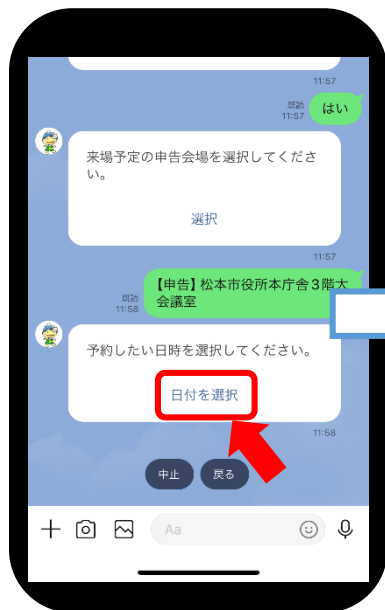 11:57
既読
11:57
はい
来場予定の申告会場を選択してくださ
い。
選択
11:57
【申告】松本市役所本庁舎3階大
会議室
既読
11:58
予約したい日時を選択してください。
日付を選択
11:58
中止
戻る
Aa